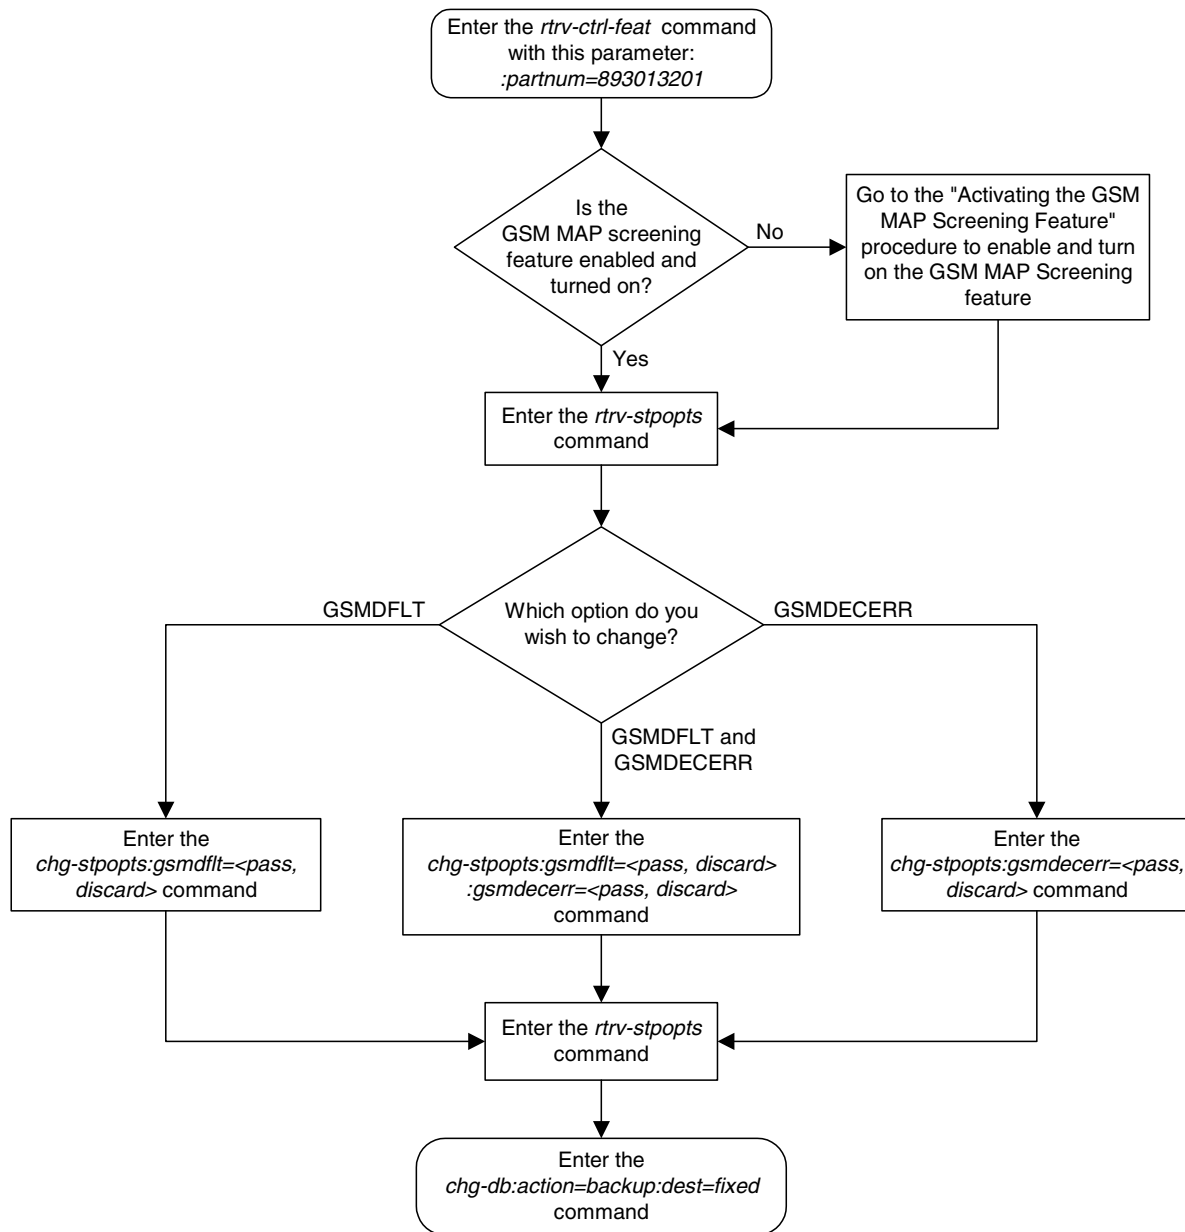 Enter the rtrv-ctrl-feat command
with this parameter:
:partnum=893013201
Is the
GSM MAP screening
feature enabled and
turned on?
No
Go to the "Activating the GSM
MAP Screening Feature"
procedure to enable and turn
on the GSM MAP Screening
feature
Yes
Enter the rtrv-stpopts
command
Which option do you
wish to change?
GSMDFLT
GSMDECERR
GSMDFLT and
GSMDECERR
Enter the
chg-stpopts:gsmdflt=<pass,
discard> command
Enter the
chg-stpopts:gsmdflt=<pass, discard>
:gsmdecerr=<pass, discard>
command
Enter the
chg-stpopts:gsmdecerr=<pass,
discard> command
Enter the rtrv-stpopts
command
Enter the
chg-db:action=backup:dest=fixed
command